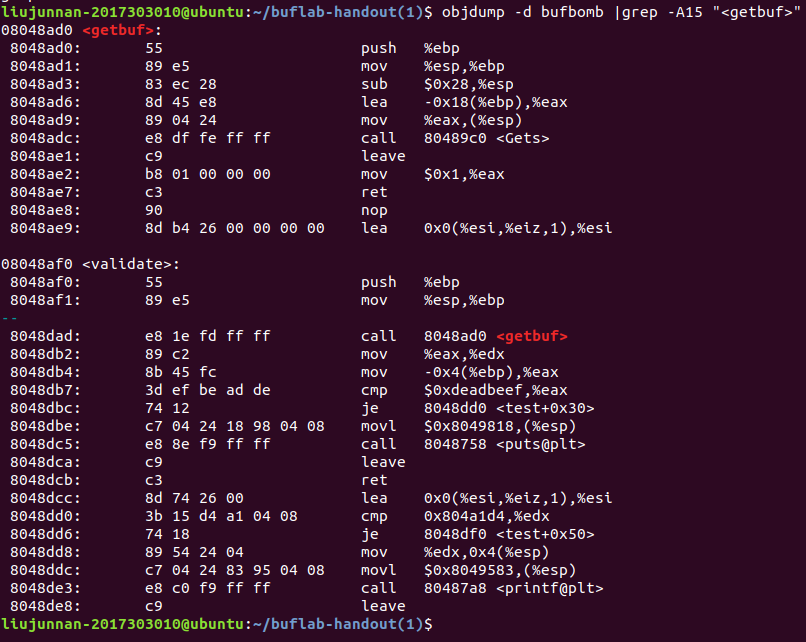 liujunnan-2017303010@ubuntu:~/buflab-handout(1)$ objdump -d bufbomb |grep -A15 "<getbuf>"
08048ad0 <getbuf>:
 8048ad0:	55	push %ebp
 8048ad1:	89 e5	mov %esp,%ebp
 8048ad3:	83 ec 28	sub $0x28,%esp
 8048ad6:	8d 45 e8	lea -0x18(%ebp),%eax
 8048ad9:	89 04 24	mov %eax,(%esp)
 8048adc:	e8 df fe ff ff	call 80489c0 <Gets>
 8048ae1:	c9	leave
 8048ae2:	b8 01 00 00 00	mov $0x1,%eax
 8048ae7:	c3	ret
 8048ae8:	90	nop
 8048ae9:	8d b4 26 00 00 00 00	lea 0x0(%esi,%eiz,1),%esi

08048af0 <validate>:
 8048af0:	55	push %ebp
 8048af1:	89 e5	mov %esp,%ebp
--
 8048dad:	e8 1e fd ff ff	call 8048ad0 <getbuf>
 8048db2:	89 c2	mov %eax,%edx
 8048db4:	8b 45 fc	mov -0x4(%ebp),%eax
 8048db7:	3d ef be ad de	cmp $0xdeadbeef,%eax
 8048dbc:	74 12	je 8048dd0 <test+0x30>
 8048dbe:	c7 04 24 18 98 04 08	movl $0x8049818,(%esp)
 8048dc5:	e8 8e f9 ff ff	call 8048758 <puts@plt>
 8048dca:	c9	leave
 8048dcb:	c3	ret
 8048dcc:	8d 74 26 00	lea 0x0(%esi,%eiz,1),%esi
 8048dd0:	3b 15 d4 a1 04 08	cmp 0x804a1d4,%edx
 8048dd6:	74 18	je 8048df0 <test+0x50>
 8048dd8:	89 54 24 04	mov %edx,0x4(%esp)
 8048ddc:	c7 04 24 83 95 04 08	movl $0x8049583,(%esp)
 8048de3:	e8 c0 f9 ff ff	call 80487a8 <printf@plt>
 8048de8:	c9	leave
liujunnan-2017303010@ubuntu:~/buflab-handout(1)$